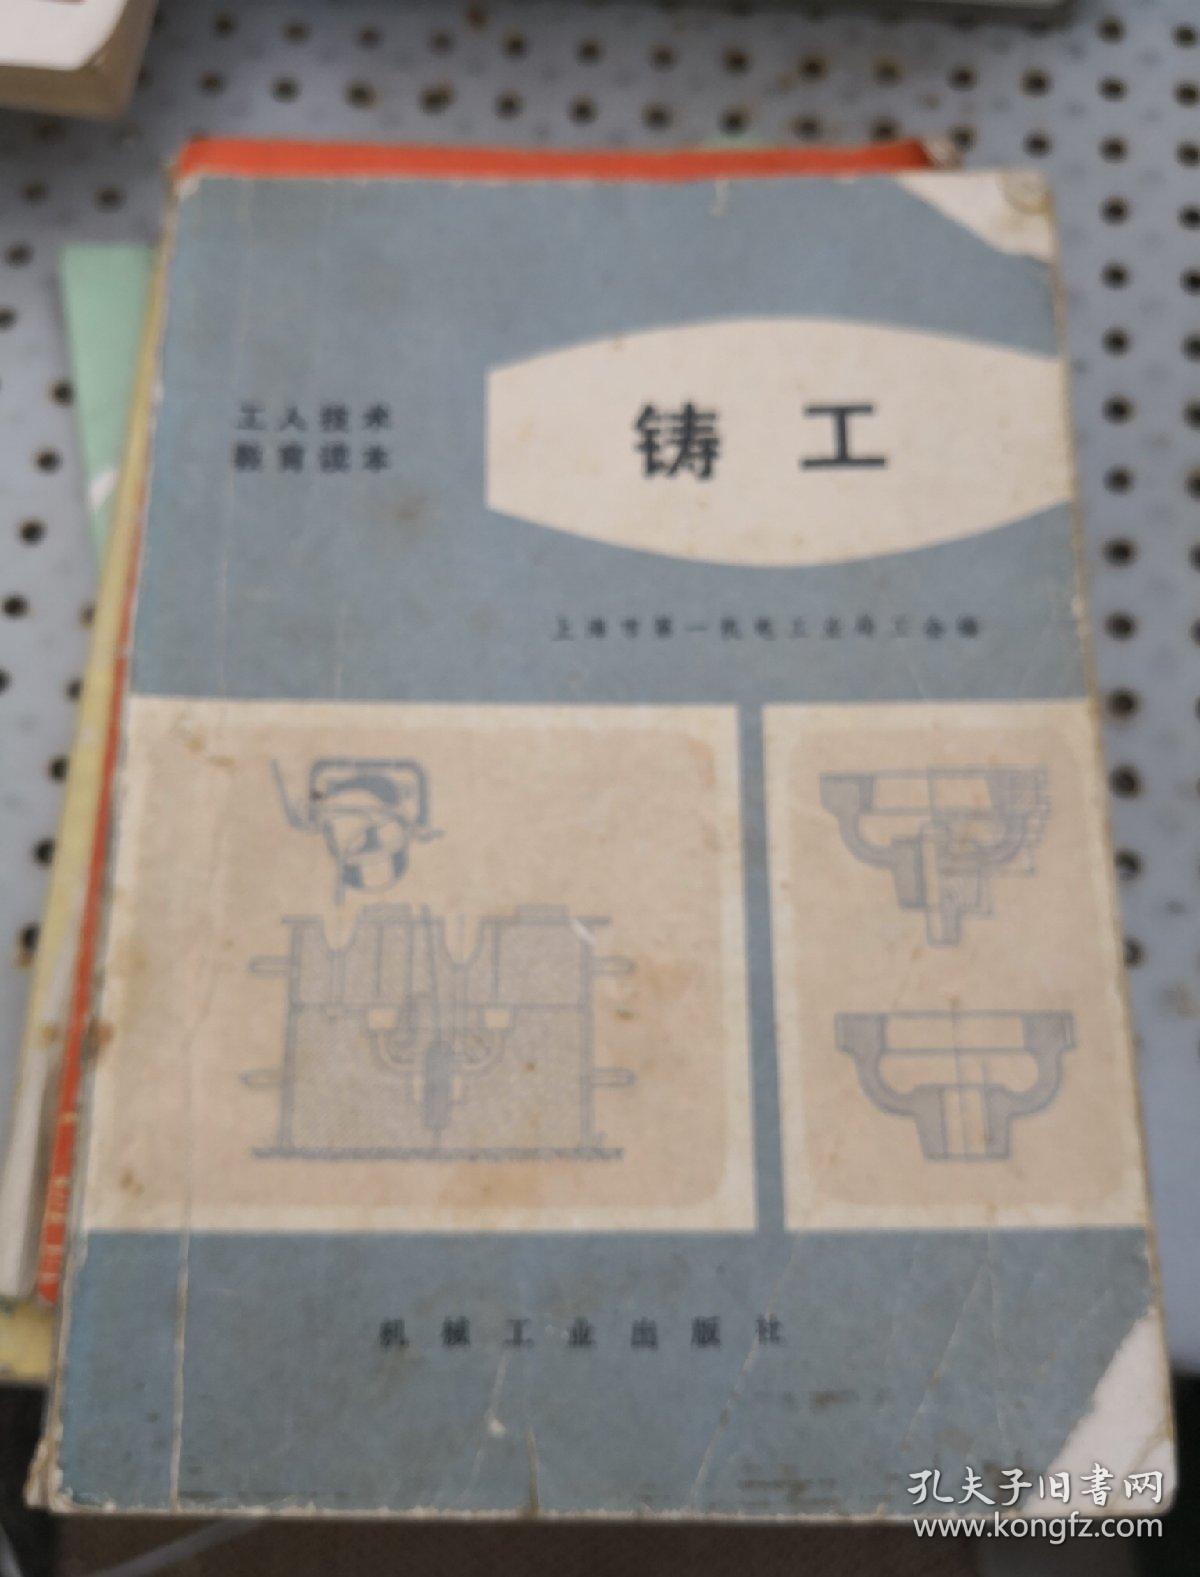 工人技术
教育读本
铸工
上海市第一机电工业局工会编
机械工业出版社
孔夫子旧书网
www.kongfz.com